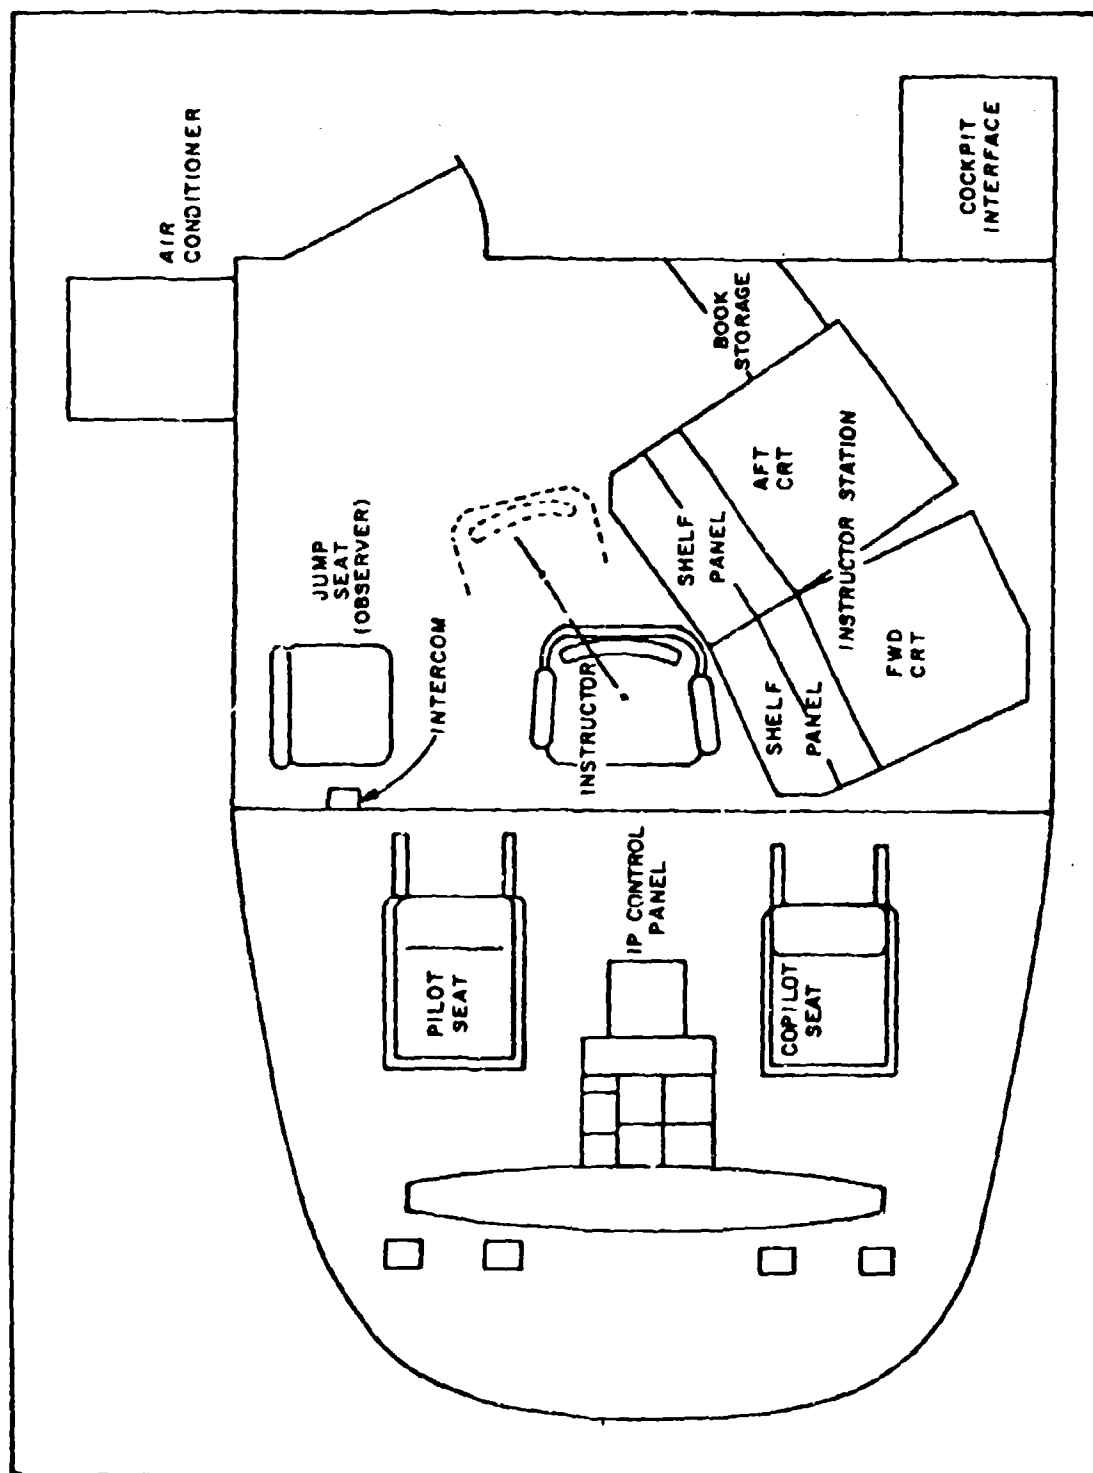 AIR
CONDITIONER
COCKPIT
INTERFACE
BOOK
STORAGE
JUMP
SEAT
(OBSERVER)
INTERCOM
INSTRUCTOR
SHELF
PANEL
AFT
CRT
INSTRUCTOR STATION
SHELF
PANEL
FWD
CRT
IP CONTROL
PANEL
PILOT
SEAT
COPILOT
SEAT